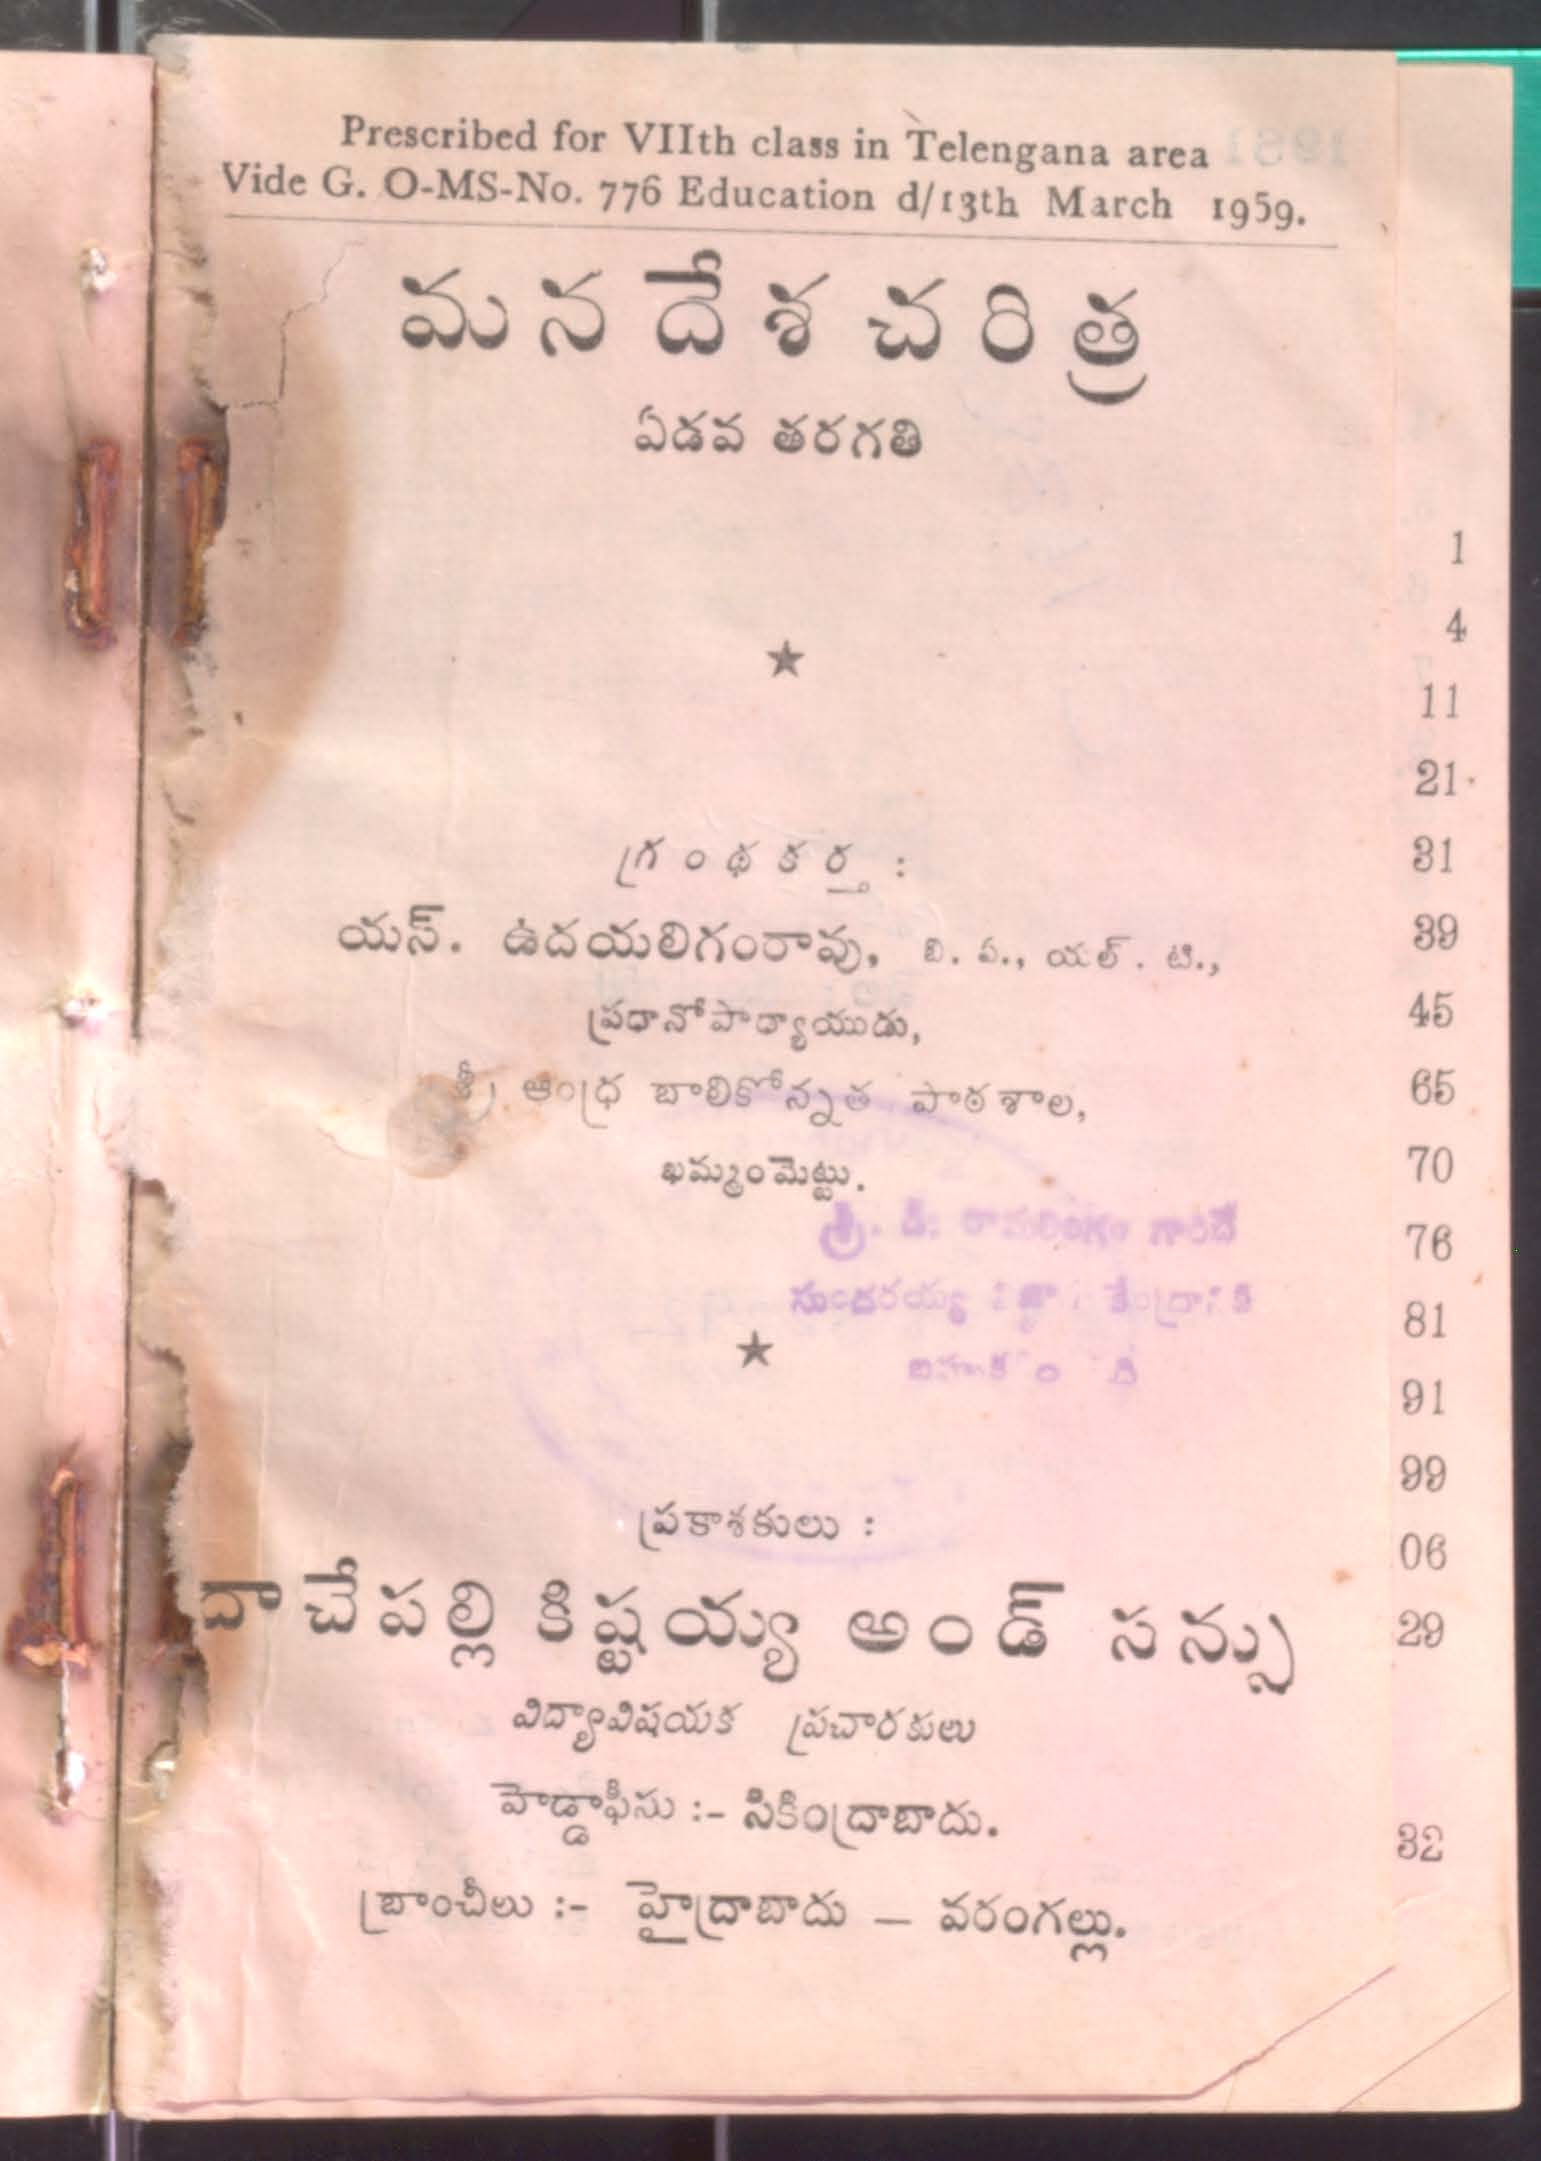 Prescribed for VIIth class in Telengana area
Vide G. O-MS-No. 776 Education d/13th March 1959.
మన దేశ చరిత్ర
ఏడవ తరగతి
★
గ్రంథకర్త :
యస్. ఉదయలిగంరావు, బి. ఏ., యల్. టి.,
ప్రధానోపాధ్యాయుడు,
శ్రీ ఆంధ్ర బాలికోన్నత పాఠశాల,
ఖమ్మంమెట్టు.
శ్రీ. డి. రామలింగం గారిచే
సుందరయ్య
★
ప్రకాశకులు :
దాచేపల్లి కిష్టయ్య అండ్ సన్సు
విద్యావిషయక ప్రచారకులు
హెడ్డాఫీసు :- సికింద్రాబాదు.
బ్రాంచీలు :- హైద్రాబాదు — వరంగల్లు.
1
4
11
21
31
39
45
65
70
76
81
91
99
06
29
32